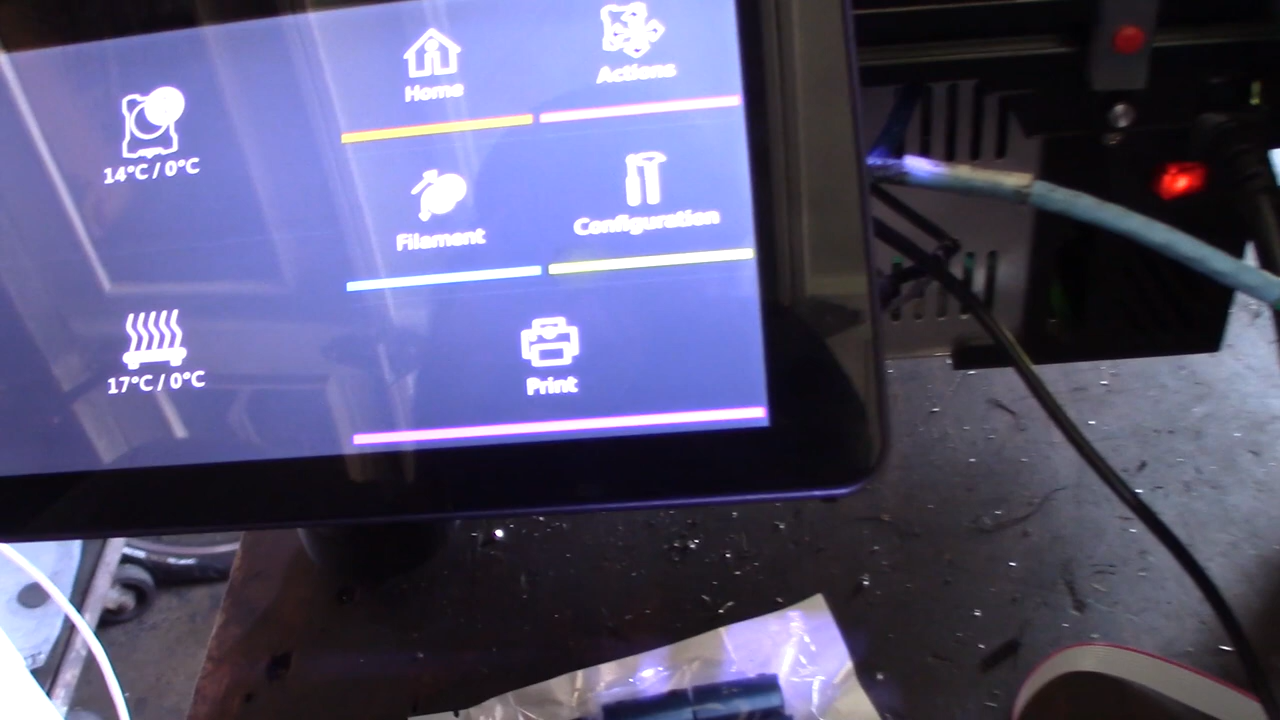 Home
Actions
14°C / 0°C
Filament
Configuration
17°C / 0°C
Print